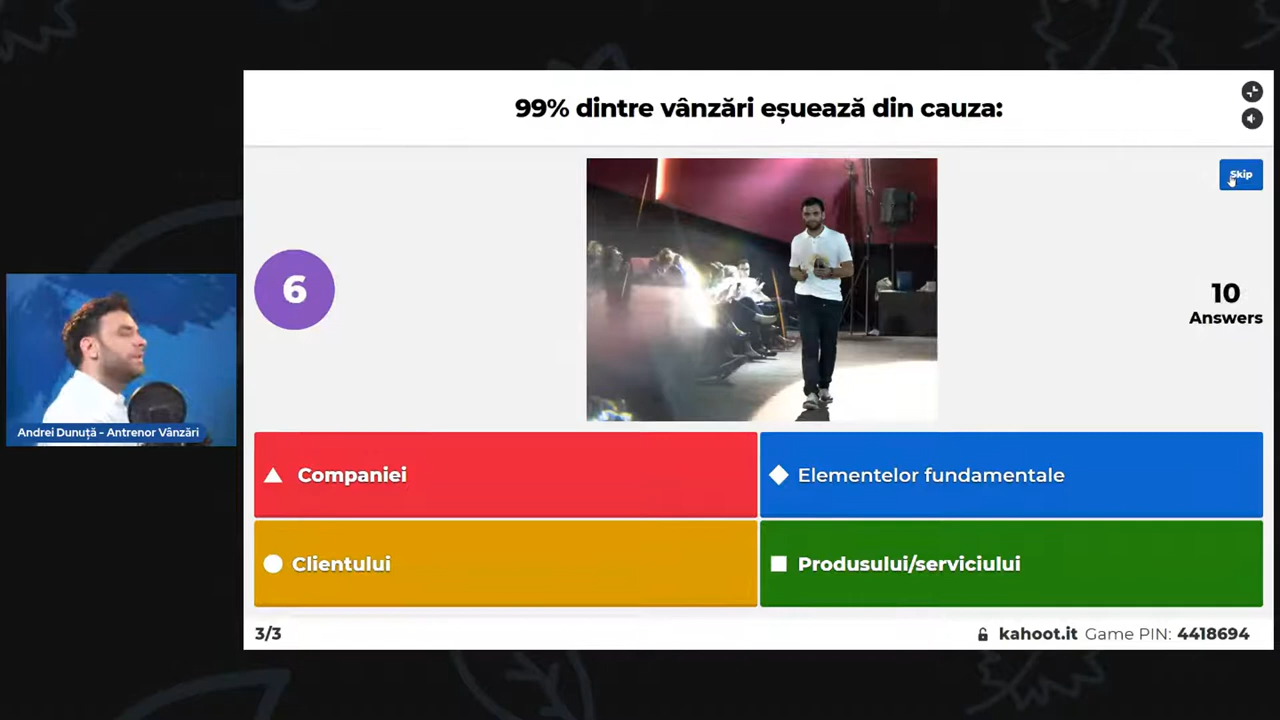 99% dintre vânzări eșuează din cauza:
Skip
6
10
Answers
Andrei Dunuță - Antrenor Vânzări
Companiei
Elementelor fundamentale
Clientului
Produsului/serviciului
3/3
kahoot.it Game PIN: 4418694